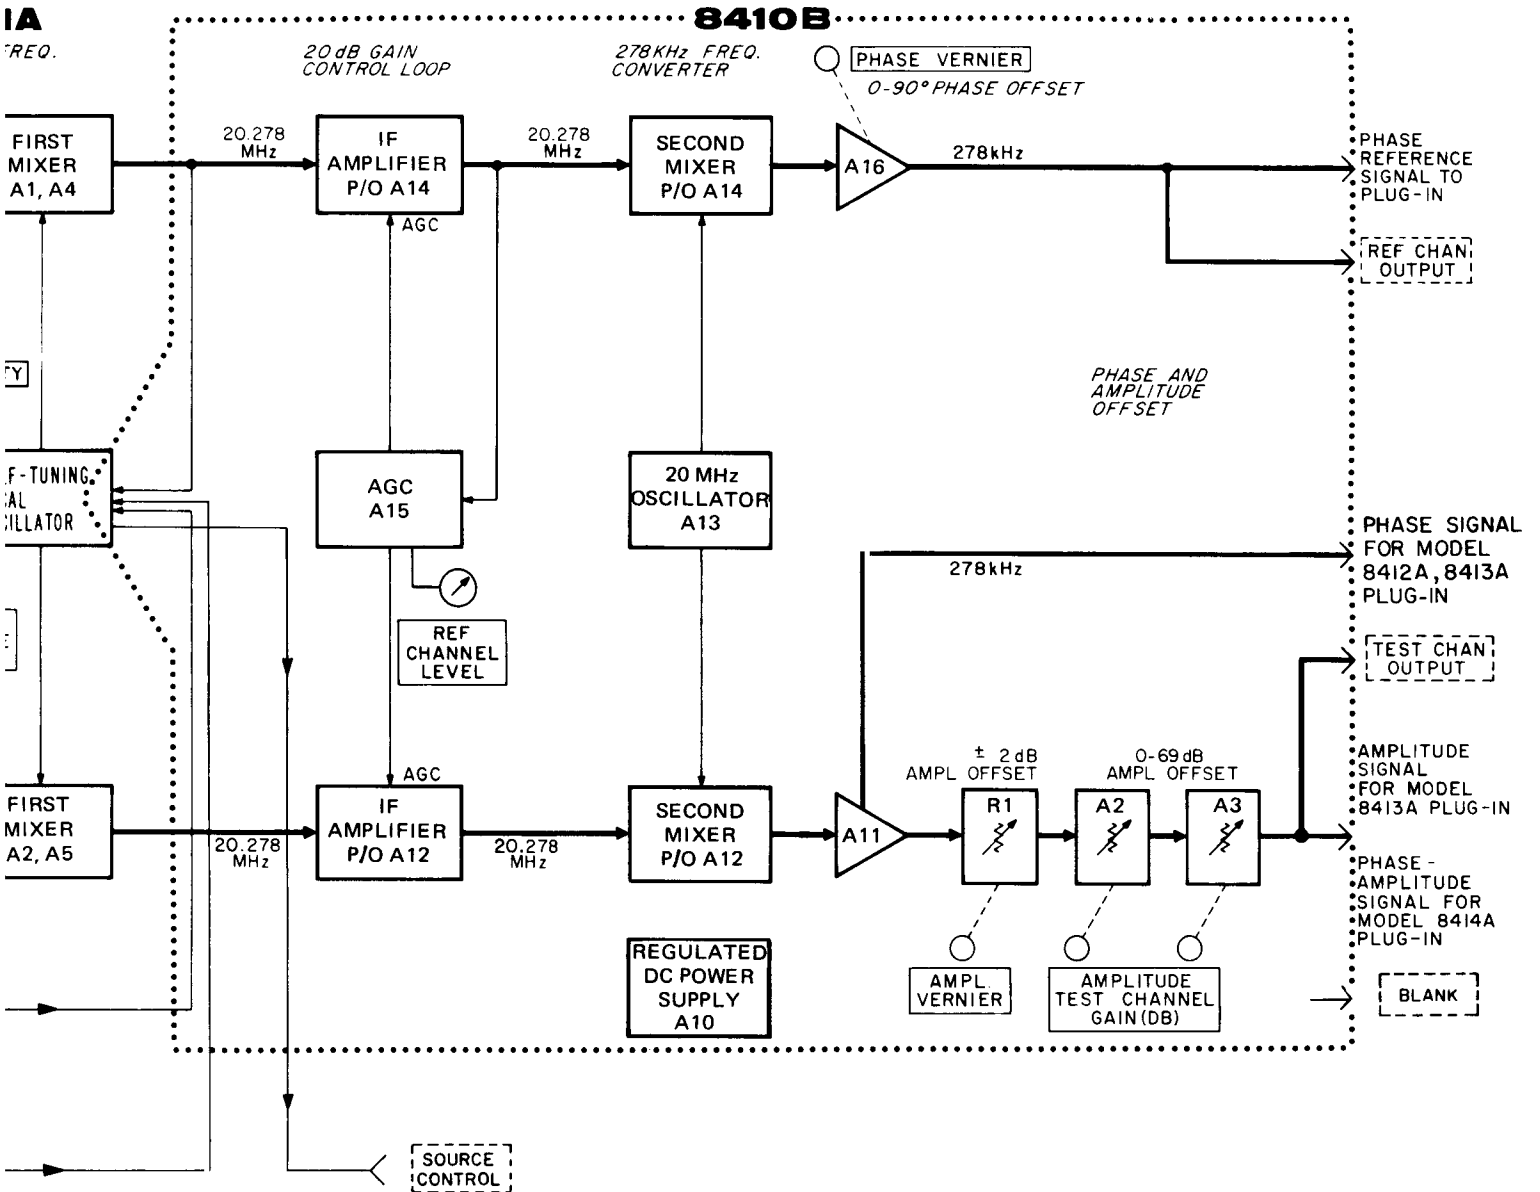 8410B
FREQ.
20 dB GAIN
CONTROL LOOP
278KHz FREQ.
CONVERTER
PHASE VERNIER
0-90° PHASE OFFSET
FIRST
MIXER
A1, A4
20.278
MHz
IF
AMPLIFIER
P/O A14
AGC
20.278
MHz
SECOND
MIXER
P/O A14
A16
278kHz
PHASE
REFERENCE
SIGNAL TO
PLUG-IN
REF CHAN
OUTPUT
PHASE AND
AMPLITUDE
OFFSET
F-TUNING
CAL
CILLATOR
AGC
A15
20 MHz
OSCILLATOR
A13
REF
CHANNEL
LEVEL
278kHz
PHASE SIGNAL
FOR MODEL
8412A, 8413A
PLUG-IN
TEST CHAN
OUTPUT
FIRST
MIXER
A2, A5
20.278
MHz
AGC
IF
AMPLIFIER
P/O A12
20.278
MHz
SECOND
MIXER
P/O A12
A11
± 2 dB
AMPL OFFSET
R1
0-69 dB
AMPL OFFSET
A2
A3
AMPLITUDE
SIGNAL
FOR MODEL
8413A PLUG-IN
PHASE-
AMPLITUDE
SIGNAL FOR
MODEL 8414A
PLUG-IN
REGULATED
DC POWER
SUPPLY
A10
AMPL.
VERNIER
AMPLITUDE
TEST CHANNEL
GAIN (DB)
BLANK
SOURCE
CONTROL